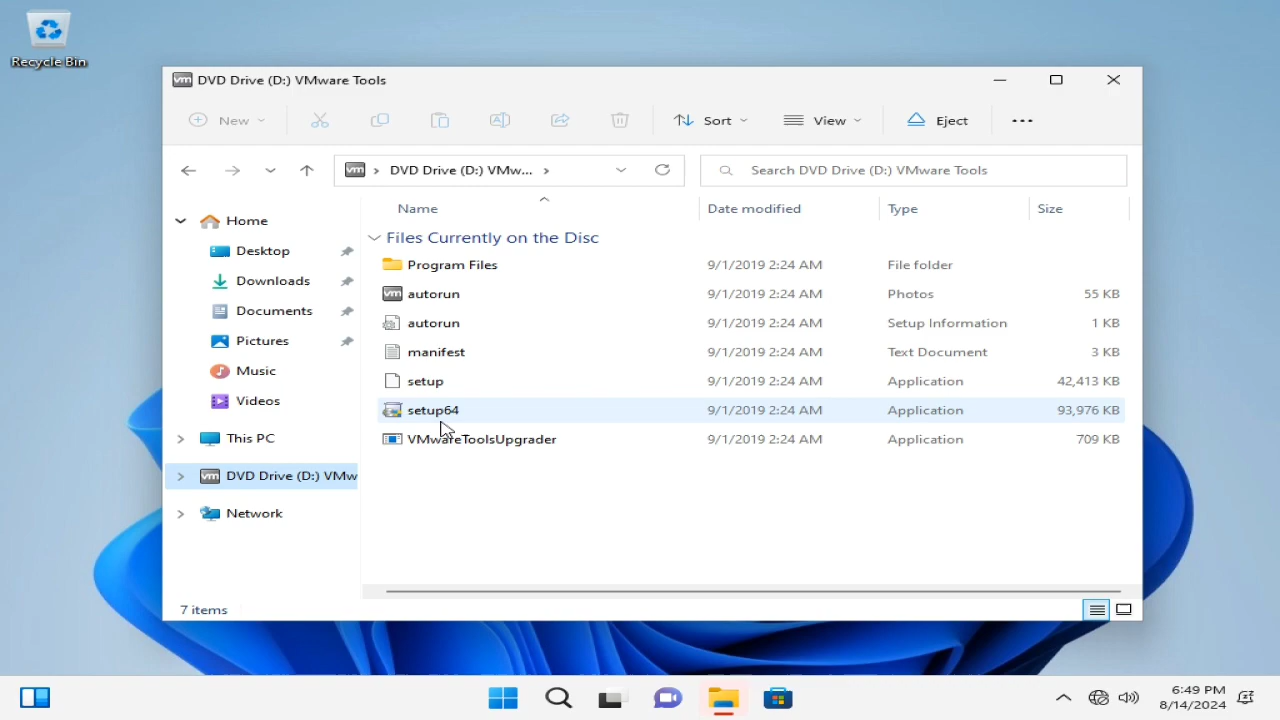 Recycle Bin
vm DVD Drive (D:) VMware Tools
New Sort View Eject
vm DVD Drive (D:) VMw... Search DVD Drive (D:) VMware Tools
Name Date modified Type Size
Home
Files Currently on the Disc
Desktop
Program Files 9/1/2019 2:24 AM File folder
Downloads
vm autorun 9/1/2019 2:24 AM Photos 55 KB
Documents
autorun 9/1/2019 2:24 AM Setup Information 1 KB
Pictures
manifest 9/1/2019 2:24 AM Text Document 3 KB
Music
setup 9/1/2019 2:24 AM Application 42,413 KB
Videos
setup64 9/1/2019 2:24 AM Application 93,976 KB
This PC
VMwareToolsUpgrader 9/1/2019 2:24 AM Application 709 KB
vm DVD Drive (D:) VMw
Network
7 items
6:49 PM
8/14/2024